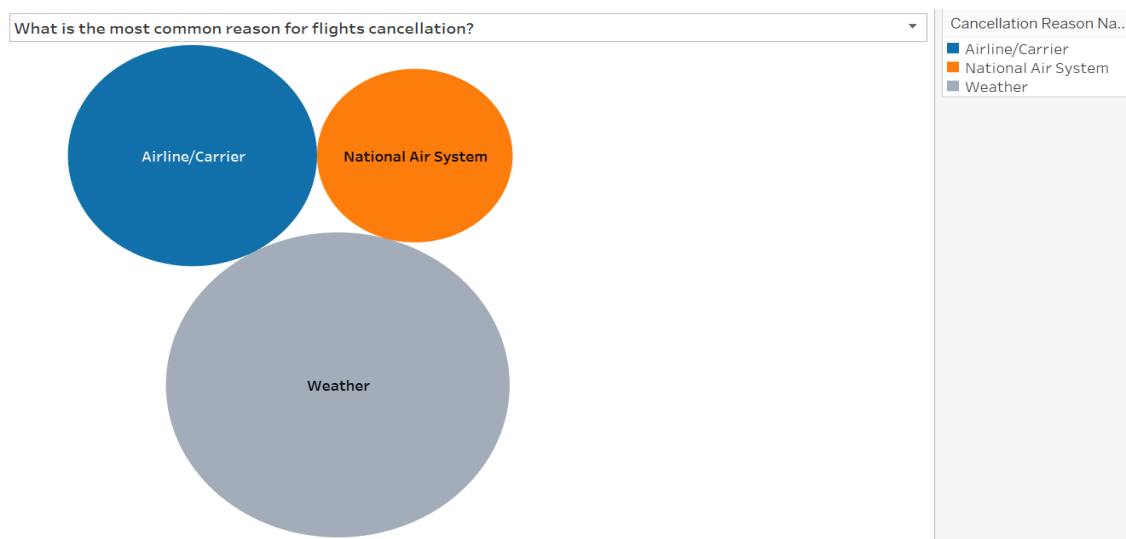 What is the most common reason for flights cancellation?
Cancellation Reason Na..
Airline/Carrier
National Air System
Weather
Airline/Carrier
National Air System
Weather